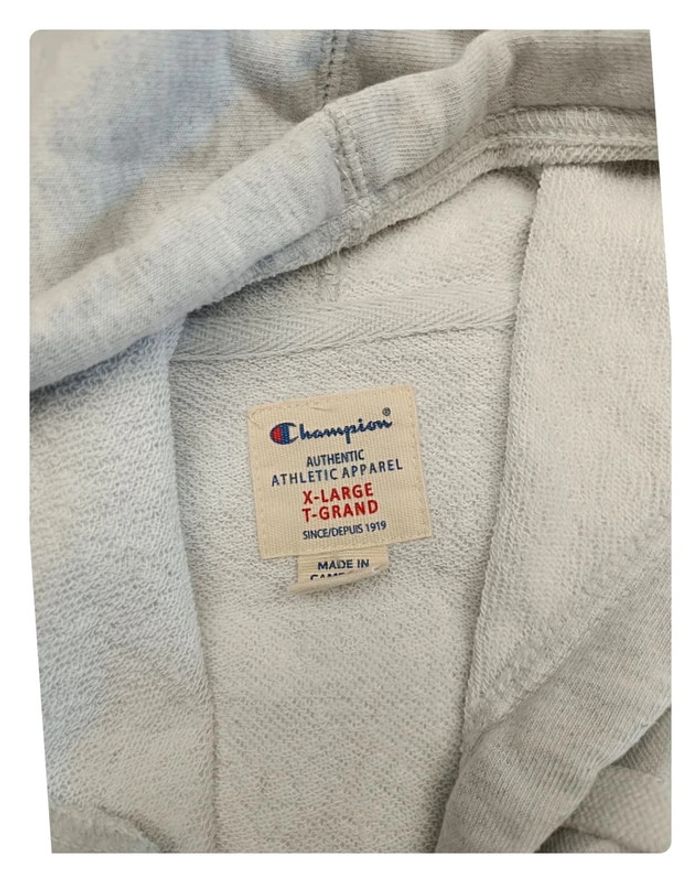 Champion®
AUTHENTIC
ATHLETIC APPAREL
X-LARGE
T-GRAND
SINCE/DEPUIS 1919
MADE IN